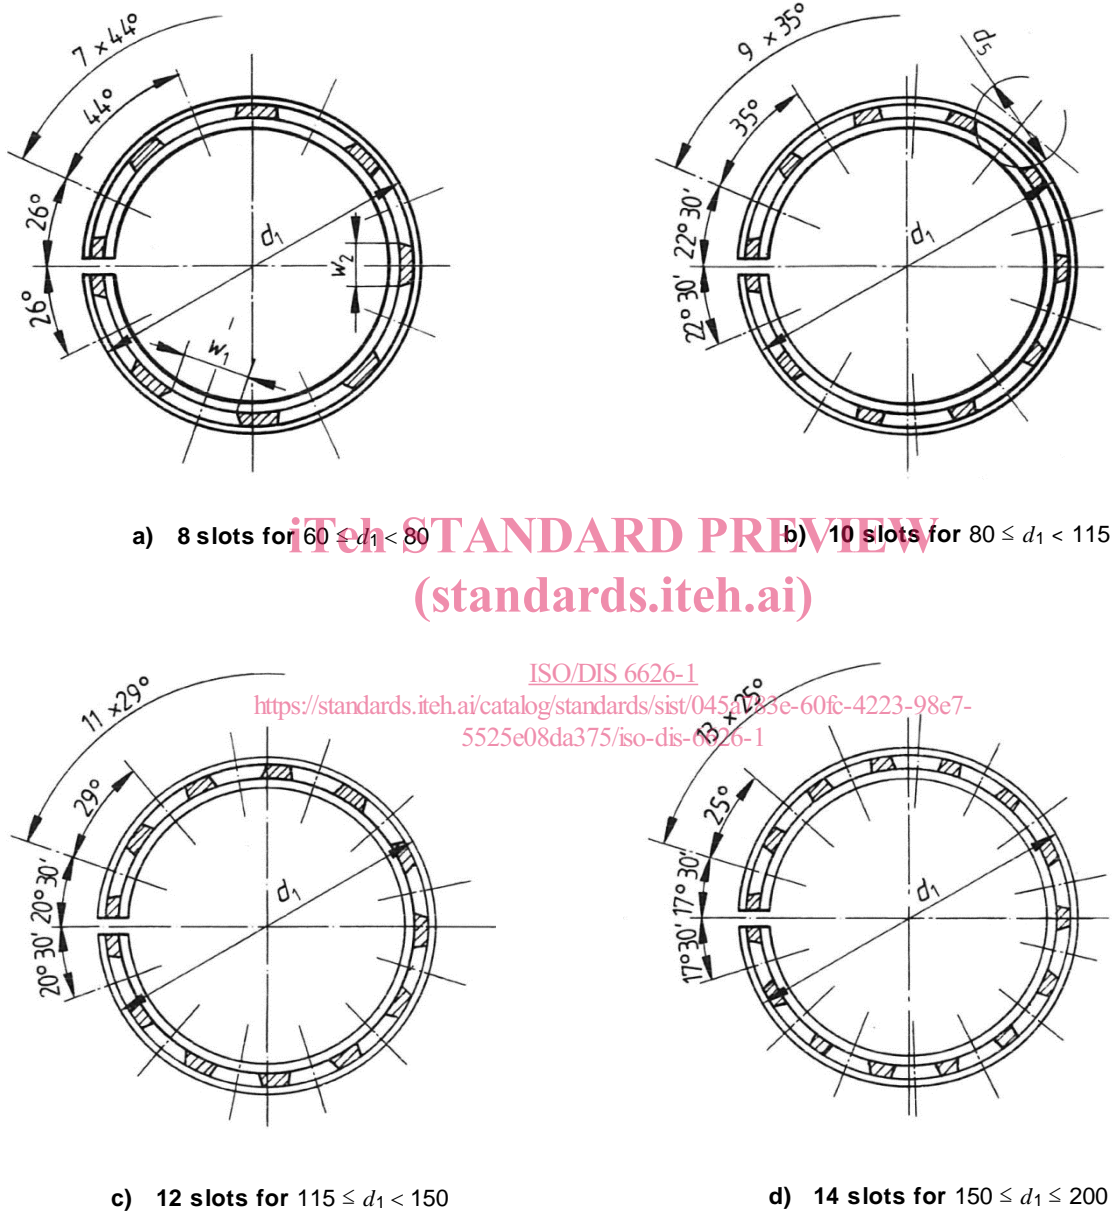 7 × 44°
44°
26°
26°
d1
w2
w1'
9 × 35°
35°
22° 30'
22° 30'
d1
d5
a) 8 slots for 60 ≤ d1 < 80
b) 10 slots for 80 ≤ d1 < 115
iTeh STANDARD PREVIEW
(standards.iteh.ai)
ISO/DIS 6626-1
https://standards.iteh.ai/catalog/standards/sist/045a783e-60fc-4223-98e7-
5525e08da375/iso-dis-6626-1
11 ×29°
29°
20° 30'
20° 30'
d1
13 × 25°
25°
17° 30'
17°30'
d1
c) 12 slots for 115 ≤ d1 < 150
d) 14 slots for 150 ≤ d1 ≤ 200